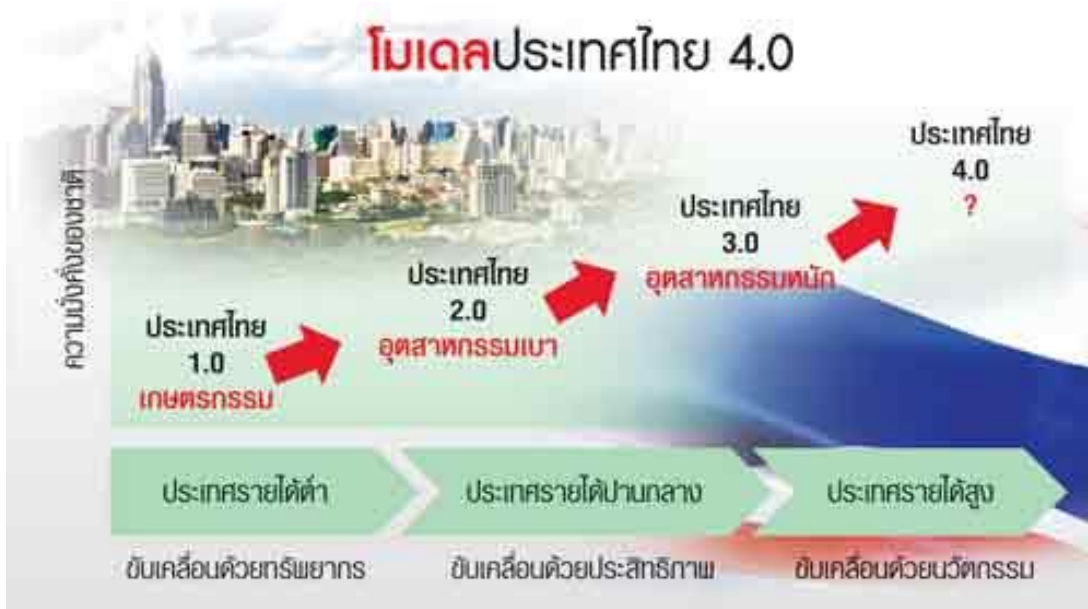 โมเดลประเทศไทย 4.0
ความมั่งคั่งของชาติ
ประเทศไทย
1.0
เกษตรกรรม
ประเทศไทย
2.0
อุตสาหกรรมเบา
ประเทศไทย
3.0
อุตสาหกรรมหนัก
ประเทศไทย
4.0
?
ประเทศรายได้ต่ำ
ประเทศรายได้ปานกลาง
ประเทศรายได้สูง
ขับเคลื่อนด้วยทรัพยากร
ขับเคลื่อนด้วยประสิทธิภาพ
ขับเคลื่อนด้วยนวัตกรรม